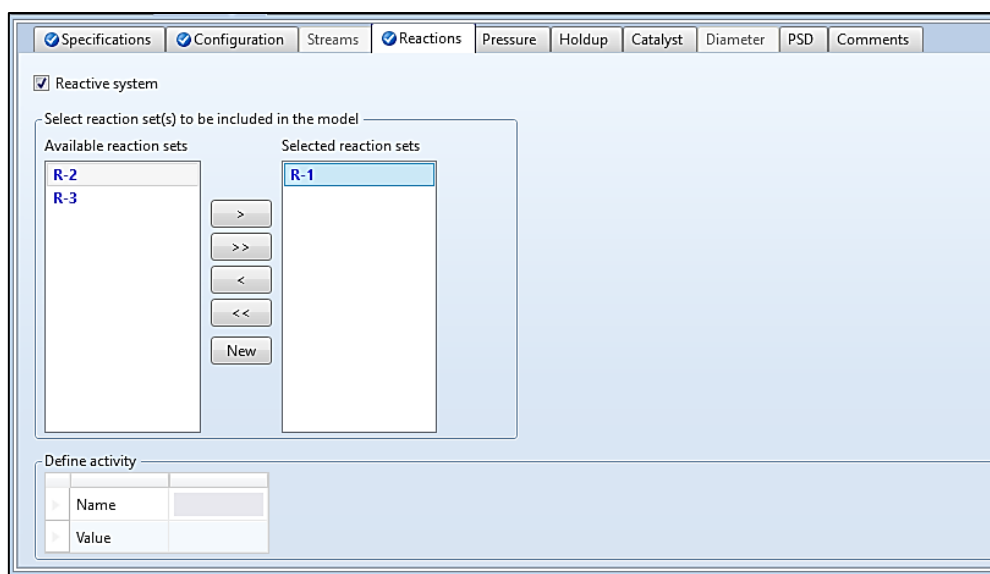 Specifications Configuration Streams Reactions Pressure Holdup Catalyst Diameter PSD Comments
Reactive system
Select reaction set(s) to be included in the model
Available reaction sets Selected reaction sets
R-2 R-1
R-3
>
>>
<
<<
New
Define activity
Name
Value